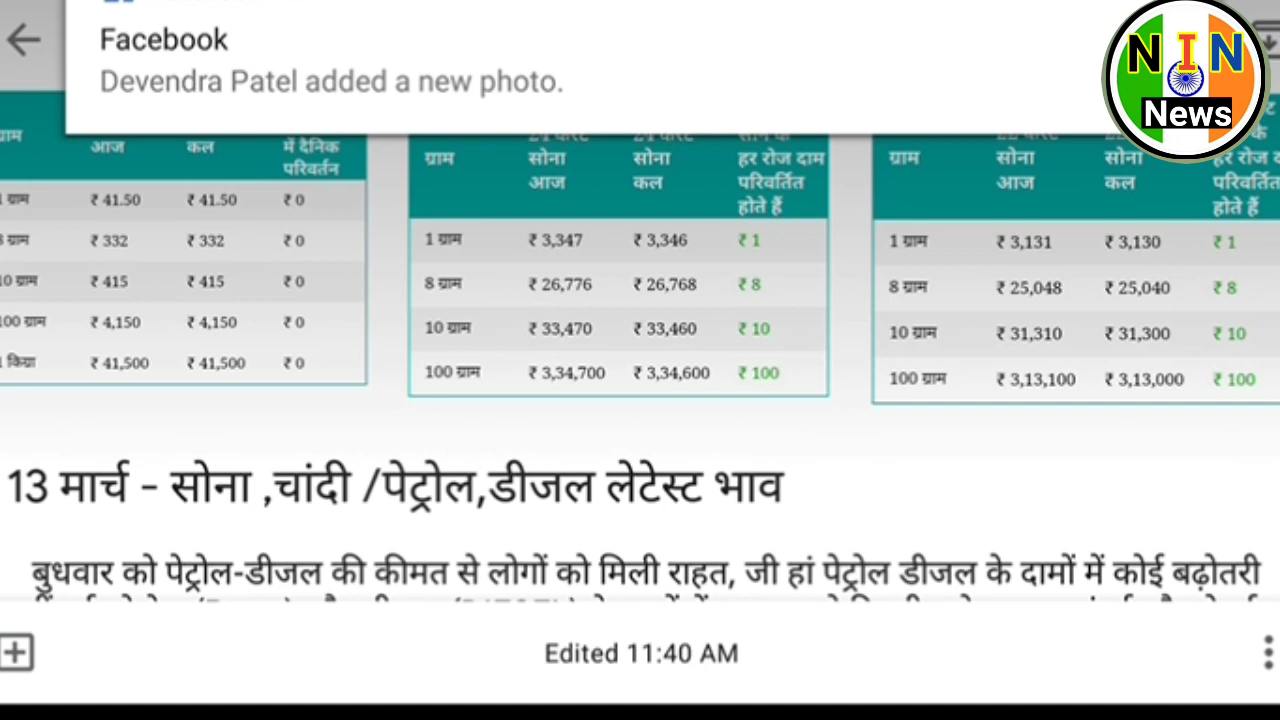 Facebook
Devendra Patel added a new photo.
NIN
News
आज कल में दैनिक परिवर्तन
₹ 41.50 ₹ 41.50 ₹ 0
₹ 332 ₹ 332 ₹ 0
₹ 415 ₹ 415 ₹ 0
₹ 4,150 ₹ 4,150 ₹ 0
₹ 41,500 ₹ 41,500 ₹ 0
ग्राम सोना आज सोना कल हर रोज दाम परिवर्तित होते हैं
1 ग्राम ₹ 3,347 ₹ 3,346 ₹ 1
8 ग्राम ₹ 26,776 ₹ 26,768 ₹ 8
10 ग्राम ₹ 33,470 ₹ 33,460 ₹ 10
100 ग्राम ₹ 3,34,700 ₹ 3,34,600 ₹ 100
ग्राम सोना आज सोना कल हर रोज परिवर्तित होते हैं
1 ग्राम ₹ 3,131 ₹ 3,130 ₹ 1
8 ग्राम ₹ 25,048 ₹ 25,040 ₹ 8
10 ग्राम ₹ 31,310 ₹ 31,300 ₹ 10
100 ग्राम ₹ 3,13,100 ₹ 3,13,000 ₹ 100
13 मार्च - सोना ,चांदी /पेट्रोल,डीजल लेटेस्ट भाव
बुधवार को पेट्रोल-डीजल की कीमत से लोगों को मिली राहत, जी हां पेट्रोल डीजल के दामों में कोई बढ़ोतरी
Edited 11:40 AM